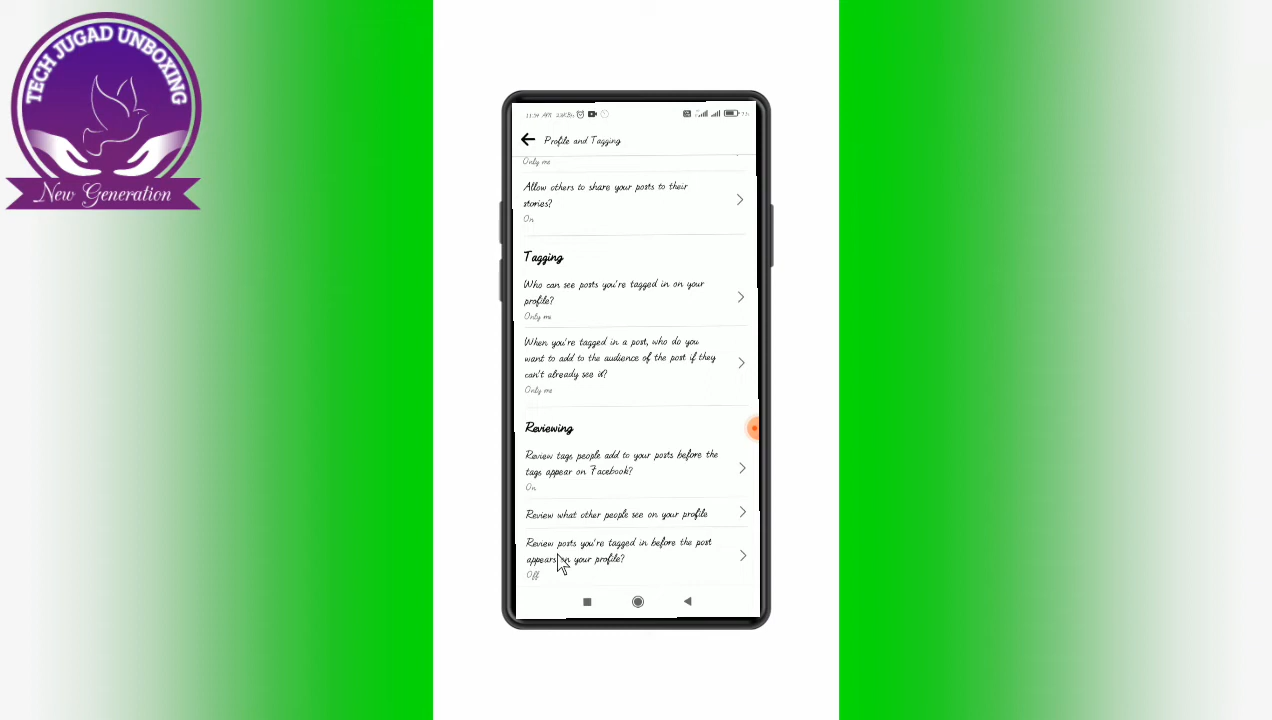 TECH JUGAD UNBOXING
New Generation
11:54 AM
Profile and Tagging
Only me
Allow others to share your posts to their
stories?
On
Tagging
Who can see posts you're tagged in on your
profile?
Only me
When you're tagged in a post, who do you
want to add to the audience of the post if they
can't already see it?
Only me
Reviewing
Review tags people add to your posts before the
tags appear on Facebook?
On
Review what other people see on your profile
Review posts you're tagged in before the post
appears on your profile?
Off